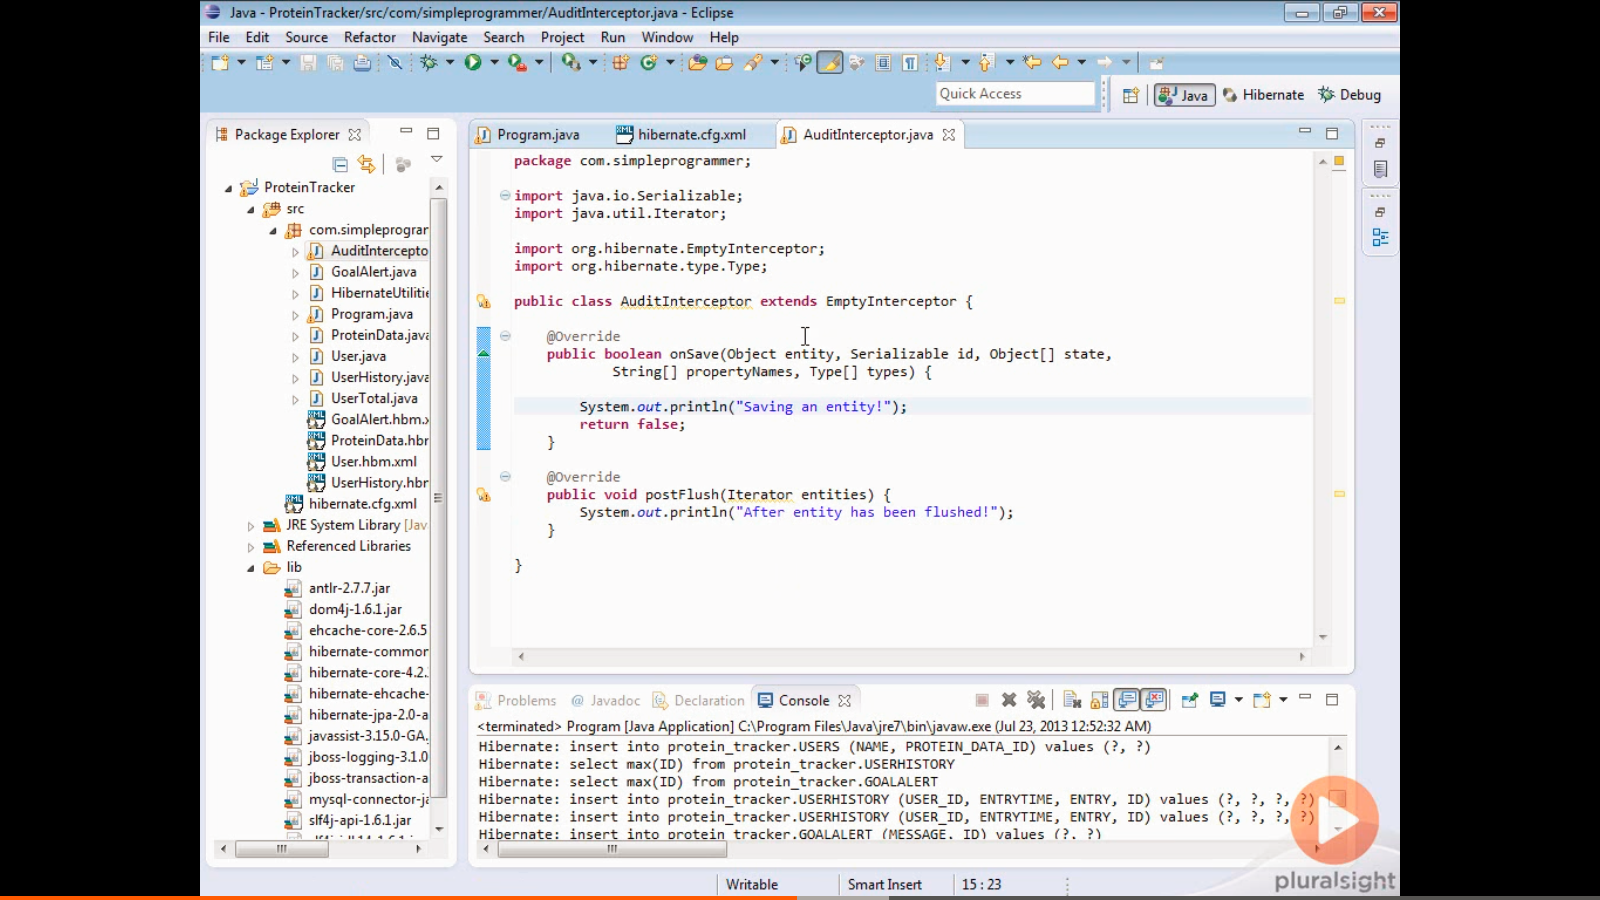 Java - ProteinTracker/src/com/simpleprogrammer/AuditInterceptor.java - Eclipse
File Edit Source Refactor Navigate Search Project Run Window Help
Quick Access
Java
Hibernate
Debug
Package Explorer
ProteinTracker
src
com.simpleprogrammer
AuditIntercepto
GoalAlert.java
HibernateUtilitie
Program.java
ProteinData.java
User.java
UserHistory.java
UserTotal.java
GoalAlert.hbm.x
ProteinData.hbr
User.hbm.xml
UserHistory.hbr
hibernate.cfg.xml
JRE System Library [Jav
Referenced Libraries
lib
antlr-2.7.7.jar
dom4j-1.6.1.jar
ehcache-core-2.6.5
hibernate-common
hibernate-core-4.2.
hibernate-ehcache-
hibernate-jpa-2.0-a
javassist-3.15.0-GA.
jboss-logging-3.1.0
jboss-transaction-a
mysql-connector-ja
slf4j-api-1.6.1.jar
Program.java
hibernate.cfg.xml
AuditInterceptor.java
package com.simpleprogrammer;
import java.io.Serializable;
import java.util.Iterator;
import org.hibernate.EmptyInterceptor;
import org.hibernate.type.Type;
public class AuditInterceptor extends EmptyInterceptor {
@Override
public boolean onSave(Object entity, Serializable id, Object[] state,
String[] propertyNames, Type[] types) {
System.out.println("Saving an entity!");
return false;
}
@Override
public void postFlush(Iterator entities) {
System.out.println("After entity has been flushed!");
}
}
Problems
@ Javadoc
Declaration
Console
<terminated> Program [Java Application] C:\Program Files\Java\jre7\bin\javaw.exe (Jul 23, 2013 12:52:32 AM)
Hibernate: insert into protein_tracker.USERS (NAME, PROTEIN_DATA_ID) values (?, ?)
Hibernate: select max(ID) from protein_tracker.USERHISTORY
Hibernate: select max(ID) from protein_tracker.GOALALERT
Hibernate: insert into protein_tracker.USERHISTORY (USER_ID, ENTRYTIME, ENTRY, ID) values (?, ?, ?, ?)
Hibernate: insert into protein_tracker.USERHISTORY (USER_ID, ENTRYTIME, ENTRY, ID) values (?, ?, ?, ?)
Hibernate: insert into protein_tracker.GOALALERT (MESSAGE, ID) values (?, ?)
Writable
Smart Insert
15 : 23
pluralsight